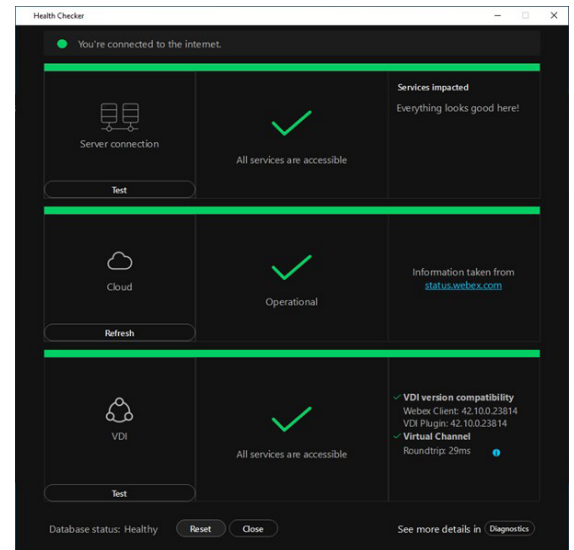 Health Checker
You're connected to the internet.
Server connection
Test
All services are accessible
Services impacted
Everything looks good here!
Cloud
Refresh
Operational
Information taken from
status.webex.com
VDI
Test
All services are accessible
VDI version compatibility
Webex Client: 42.10.0.23814
VDI Plugin: 42.10.0.23814
Virtual Channel
Roundtrip: 29ms
Database status: Healthy
Reset
Close
See more details in
Diagnostics